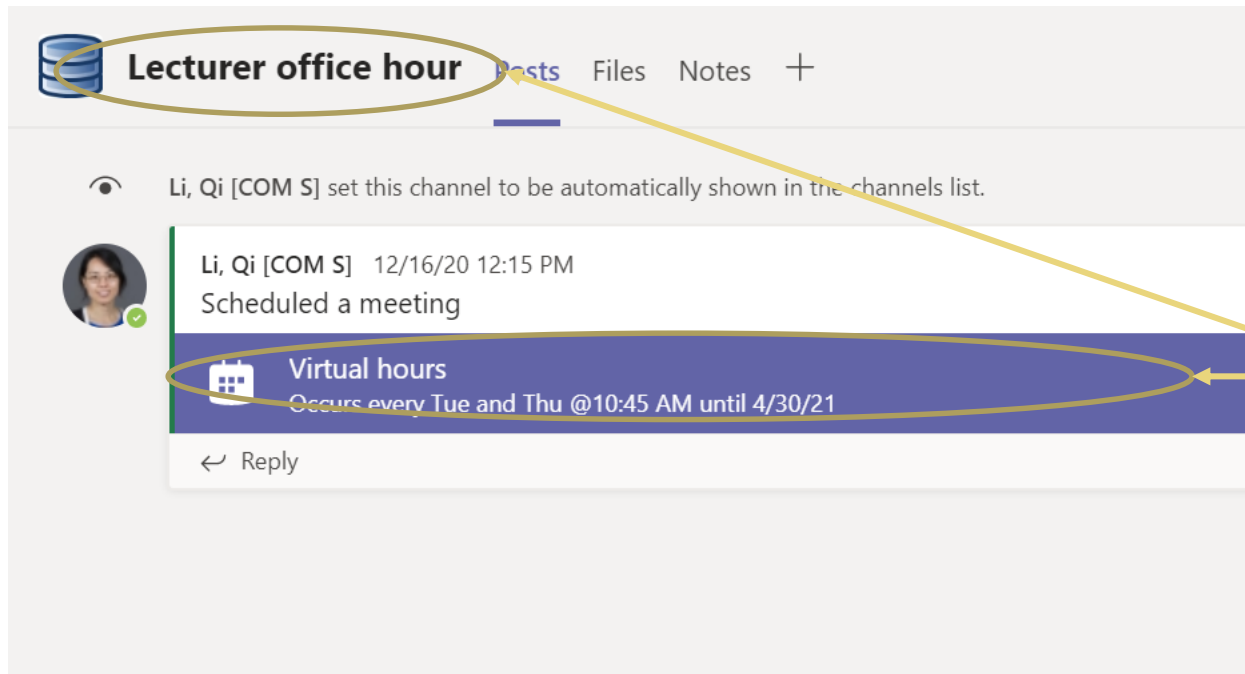 Lecturer office hour Posts Files Notes +
Li, Qi [COM S] set this channel to be automatically shown in the channels list.
Li, Qi [COM S] 12/16/20 12:15 PM
Scheduled a meeting
Virtual hours
Occurs every Tue and Thu @10:45 AM until 4/30/21
Reply